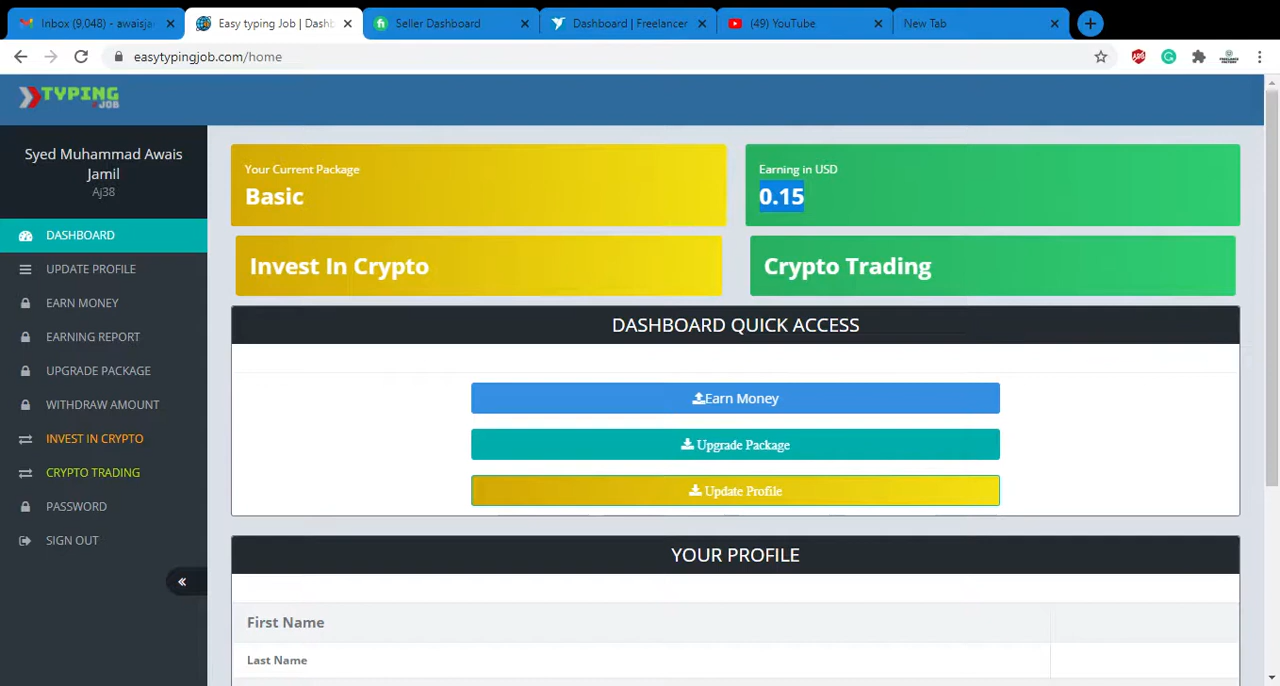 Inbox (9,048) - awaisja
Easy typing Job | Dashb
Seller Dashboard
Dashboard | Freelancer
(49) YouTube
New Tab
easytypingjob.com/home
TYPING
JOB
Syed Muhammad Awais
Jamil
Aj38
DASHBOARD
UPDATE PROFILE
EARN MONEY
EARNING REPORT
UPGRADE PACKAGE
WITHDRAW AMOUNT
INVEST IN CRYPTO
CRYPTO TRADING
PASSWORD
SIGN OUT
Your Current Package
Basic
Earning in USD
0.15
Invest In Crypto
Crypto Trading
DASHBOARD QUICK ACCESS
Earn Money
Upgrade Package
Update Profile
YOUR PROFILE
First Name
Last Name